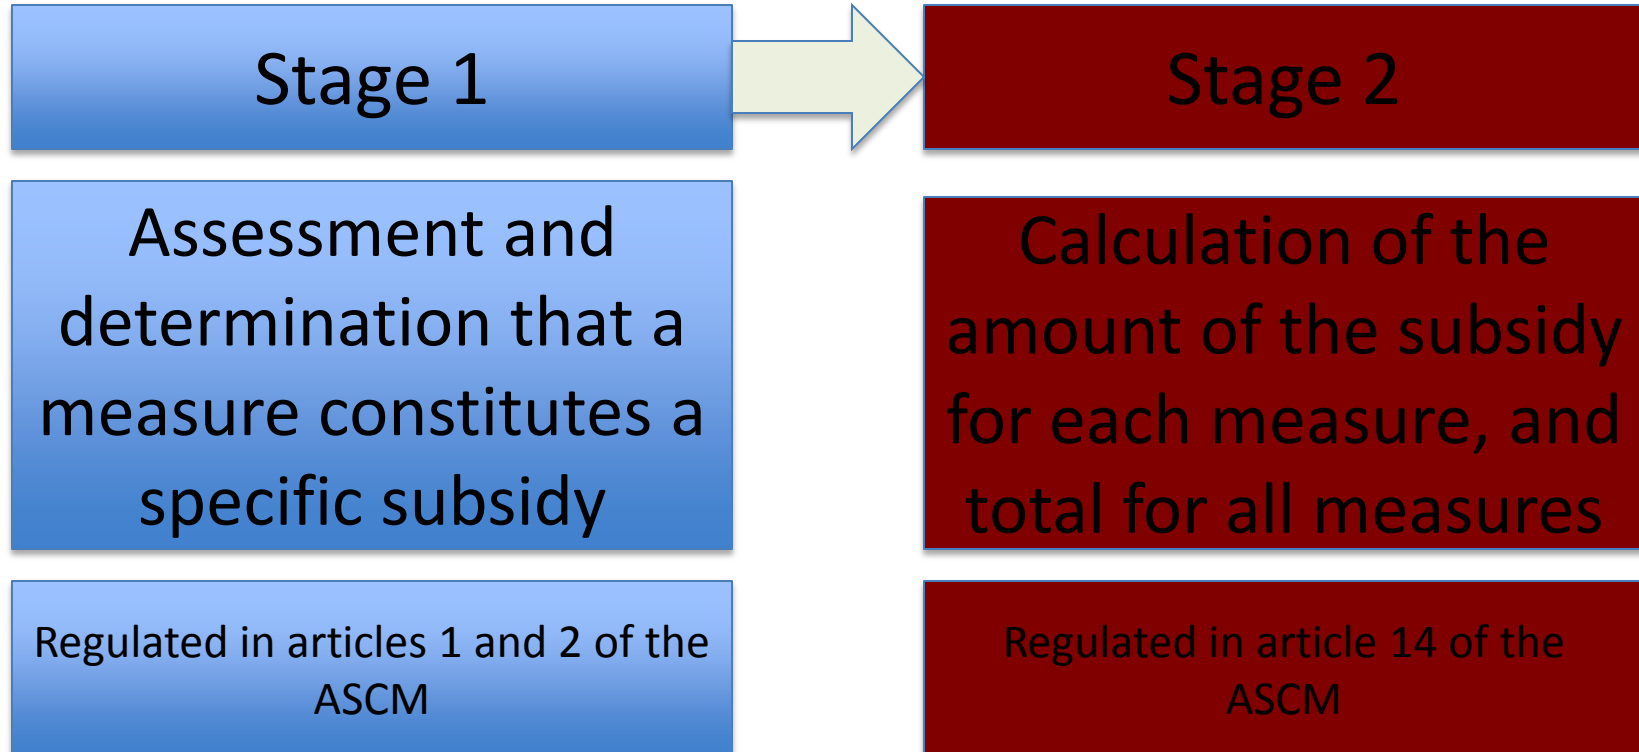 Stage 1
Stage 2
Assessment and
determination that a
measure constitutes a
specific subsidy
Calculation of the
amount of the subsidy
for each measure, and
total for all measures
Regulated in articles 1 and 2 of the
ASCM
Regulated in article 14 of the
ASCM